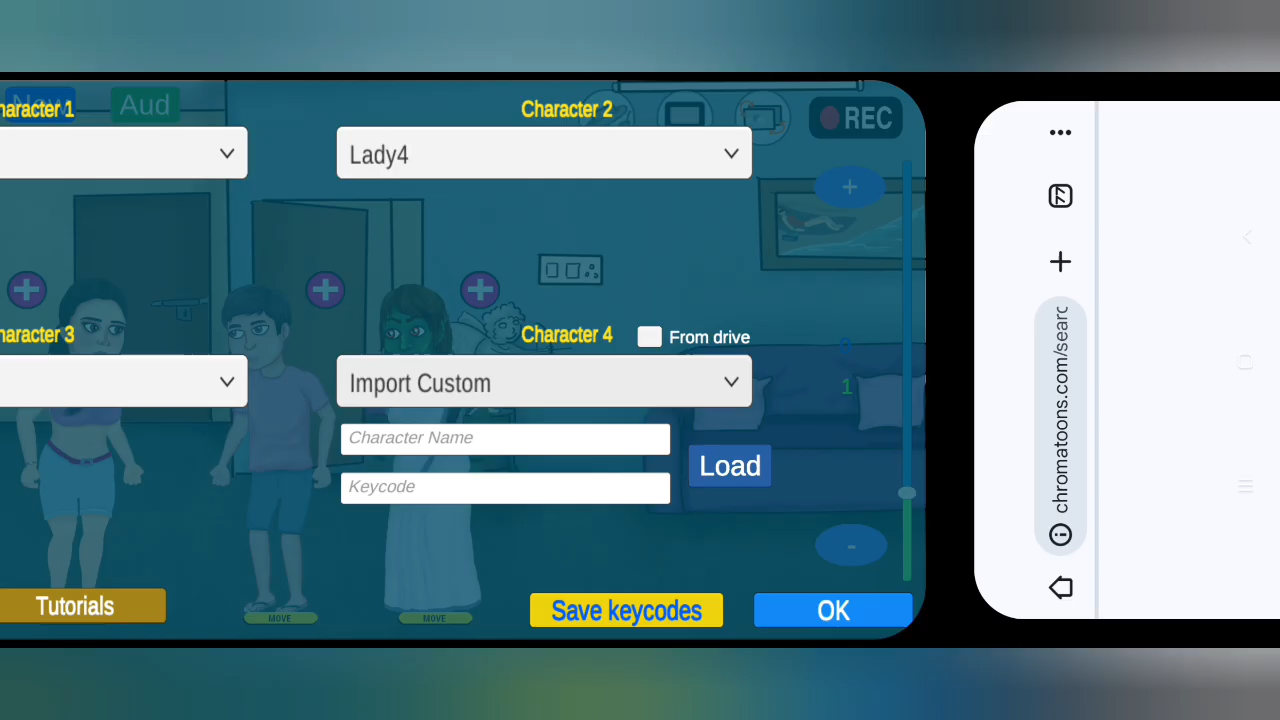 New
Aud
haracter 1
Character 2
REC
Lady4
+
haracter 3
Character 4
From drive
0
1
Import Custom
Character Name
Keycode
Load
-
Tutorials
Save keycodes
OK
MOVE
MOVE
chromatoons.com/searc